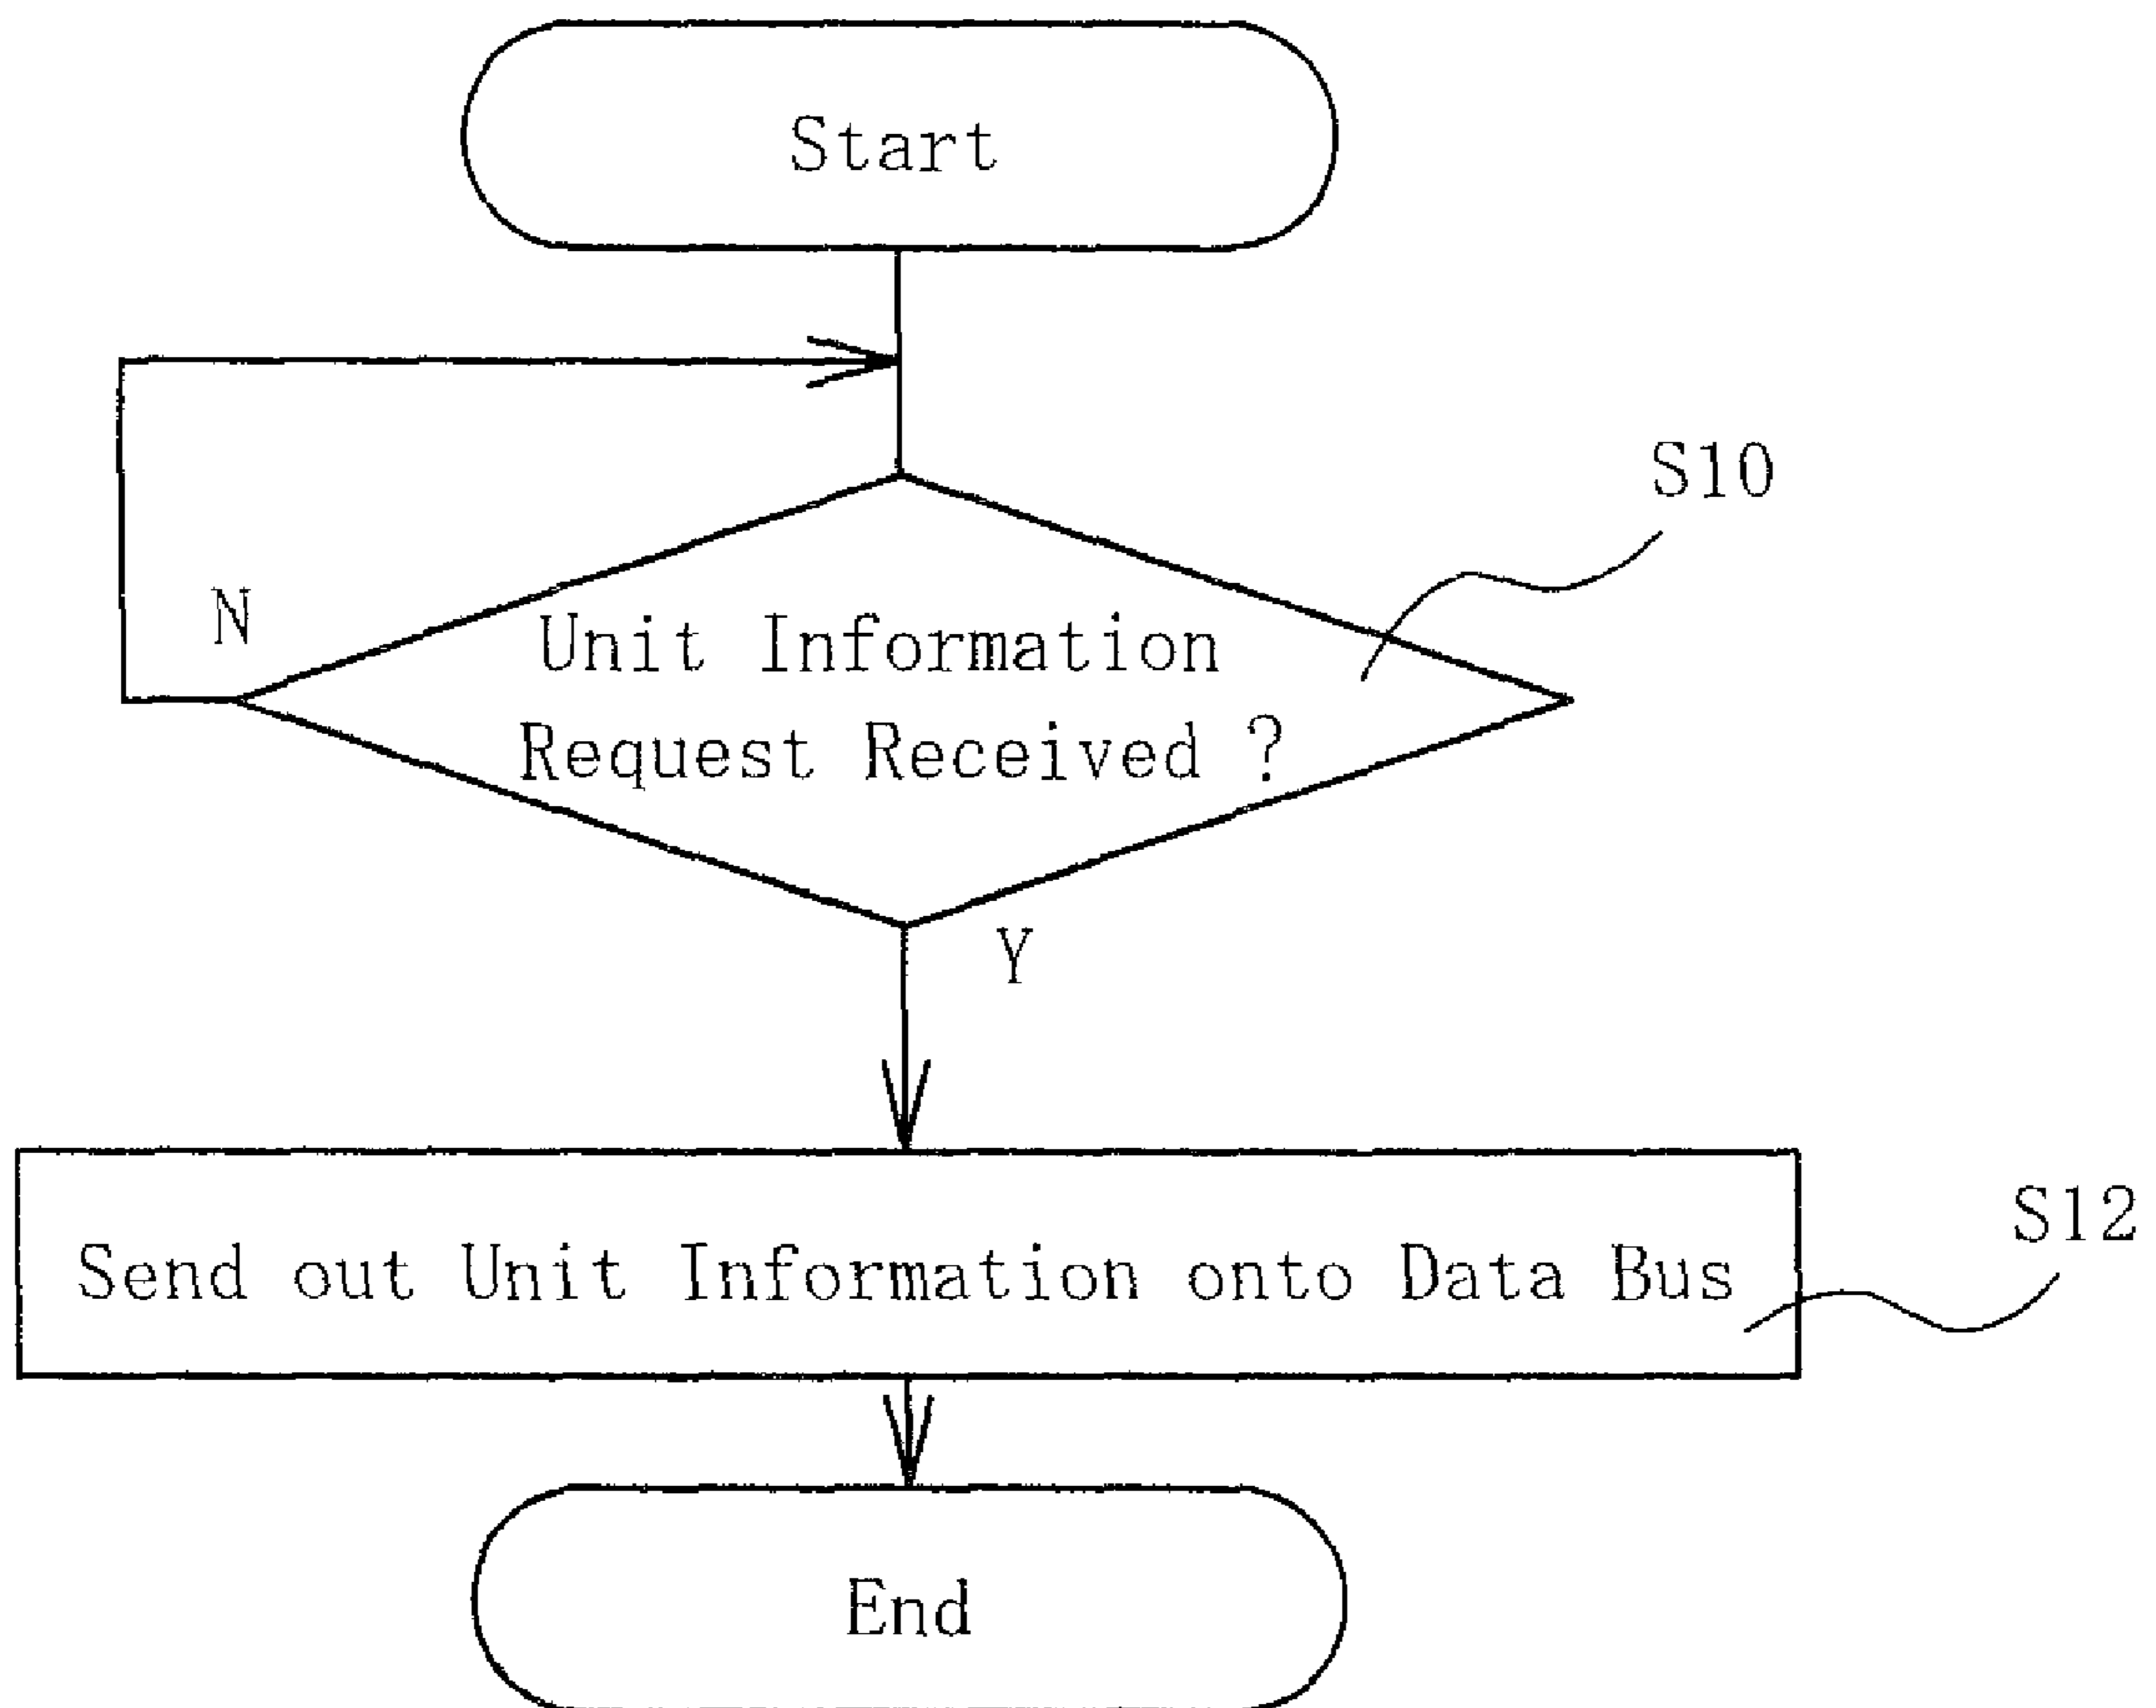 Start
S10
N
Unit Information
Request Received ?
Y
S12
Send out Unit Information onto Data Bus
End